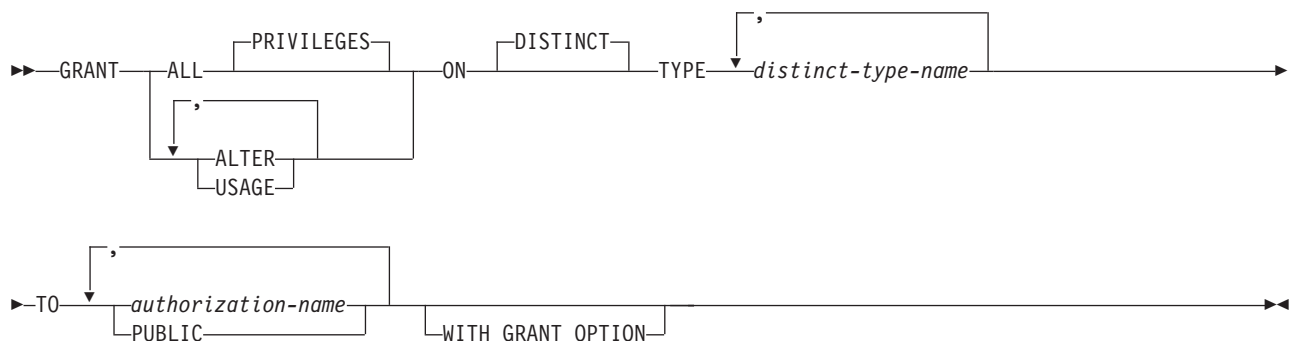 ,
PRIVILEGES DISTINCT
GRANT ALL ON TYPE distinct-type-name
,
ALTER
USAGE
,
TO authorization-name
PUBLIC WITH GRANT OPTION